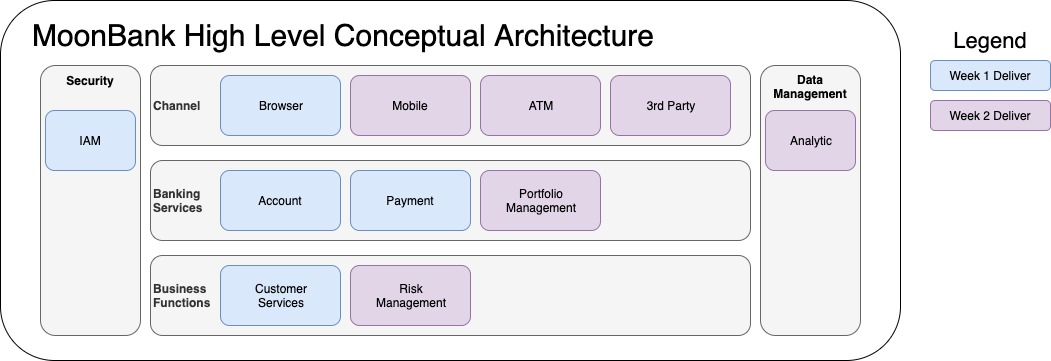 MoonBank High Level Conceptual Architecture
Security
IAM
Channel
Browser
Mobile
ATM
3rd Party
Banking
Services
Account
Payment
Portfolio
Management
Business
Functions
Customer
Services
Risk
Management
Data
Management
Analytic
Legend
Week 1 Deliver
Week 2 Deliver